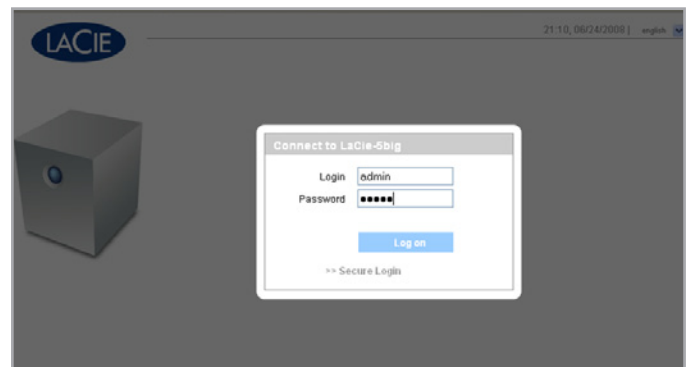 LACIE
21:10, 06/24/2008 | english
Connect to LaCie-5big
Login admin
Password •••••
Log on
>> Secure Login